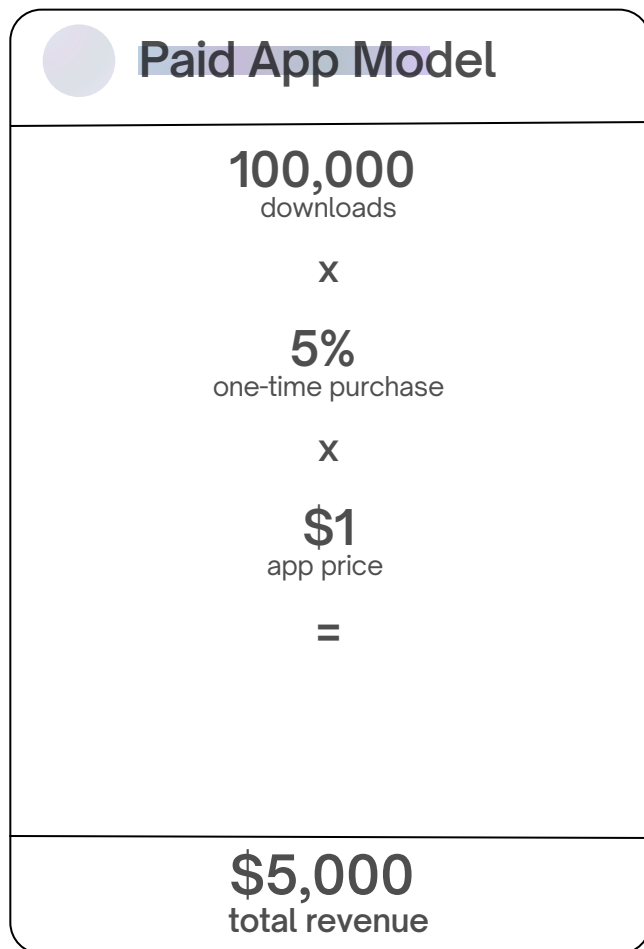 Paid App Model
100,000
downloads
x
5%
one-time purchase
x
$1
app price
=
$5,000
total revenue